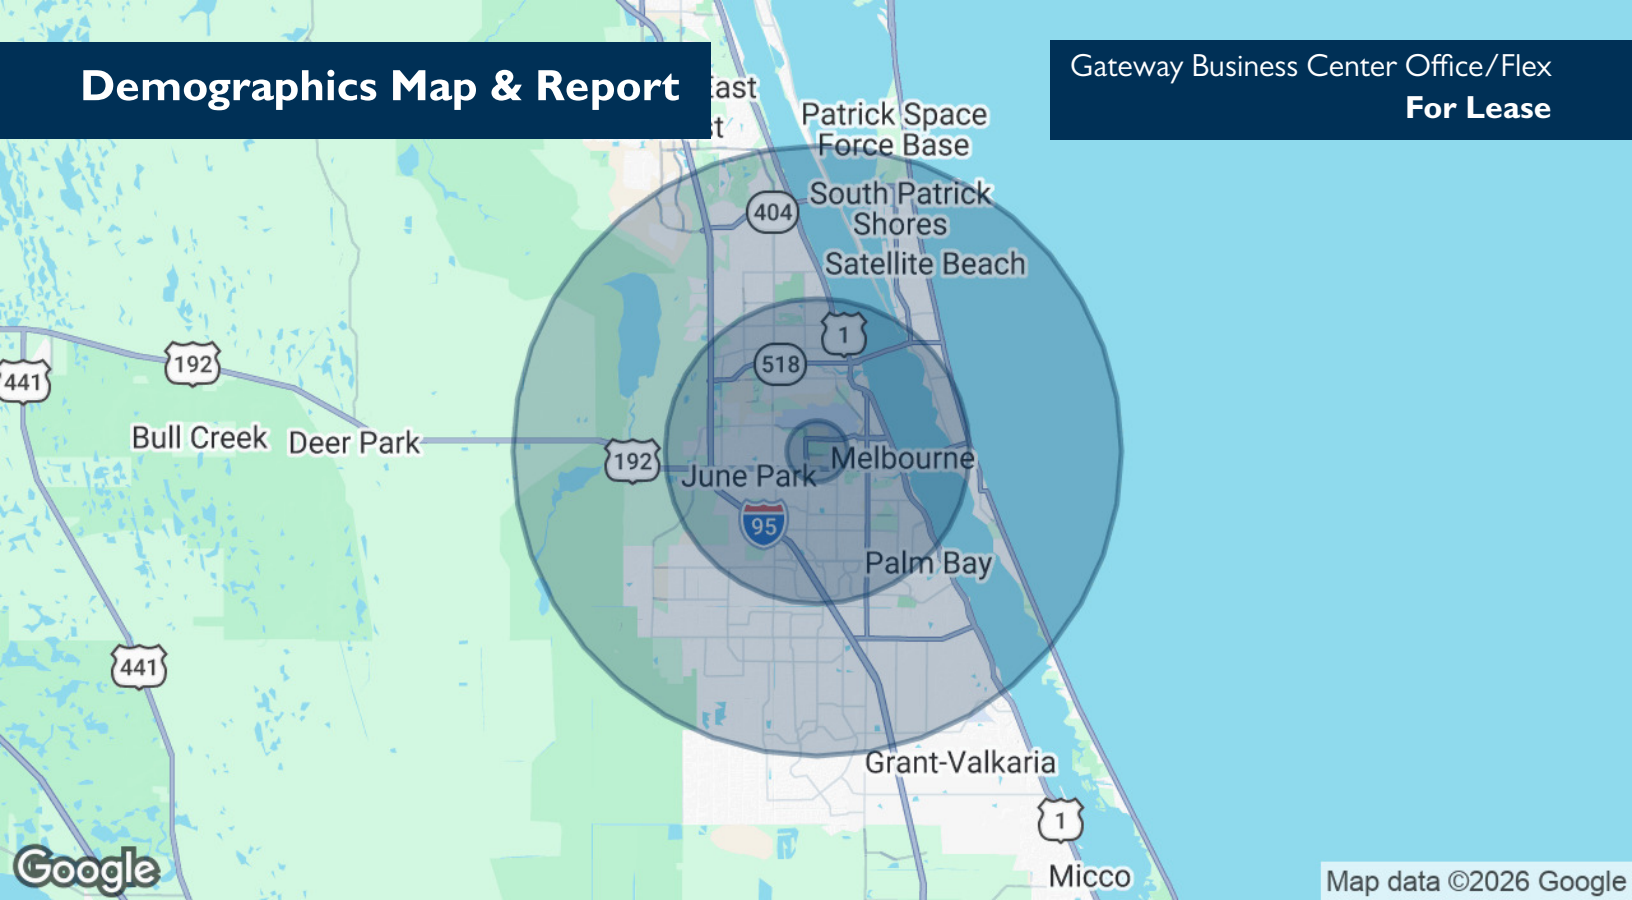 Demographics Map & Report
Gateway Business Center Office/Flex
For Lease
East
st
Patrick Space
Force Base
404
South Patrick
Shores
Satellite Beach
1
518
192
441
Bull Creek
Deer Park
192
June Park
Melbourne
95
Palm Bay
441
Grant-Valkaria
1
Micco
Google
Map data ©2026 Google